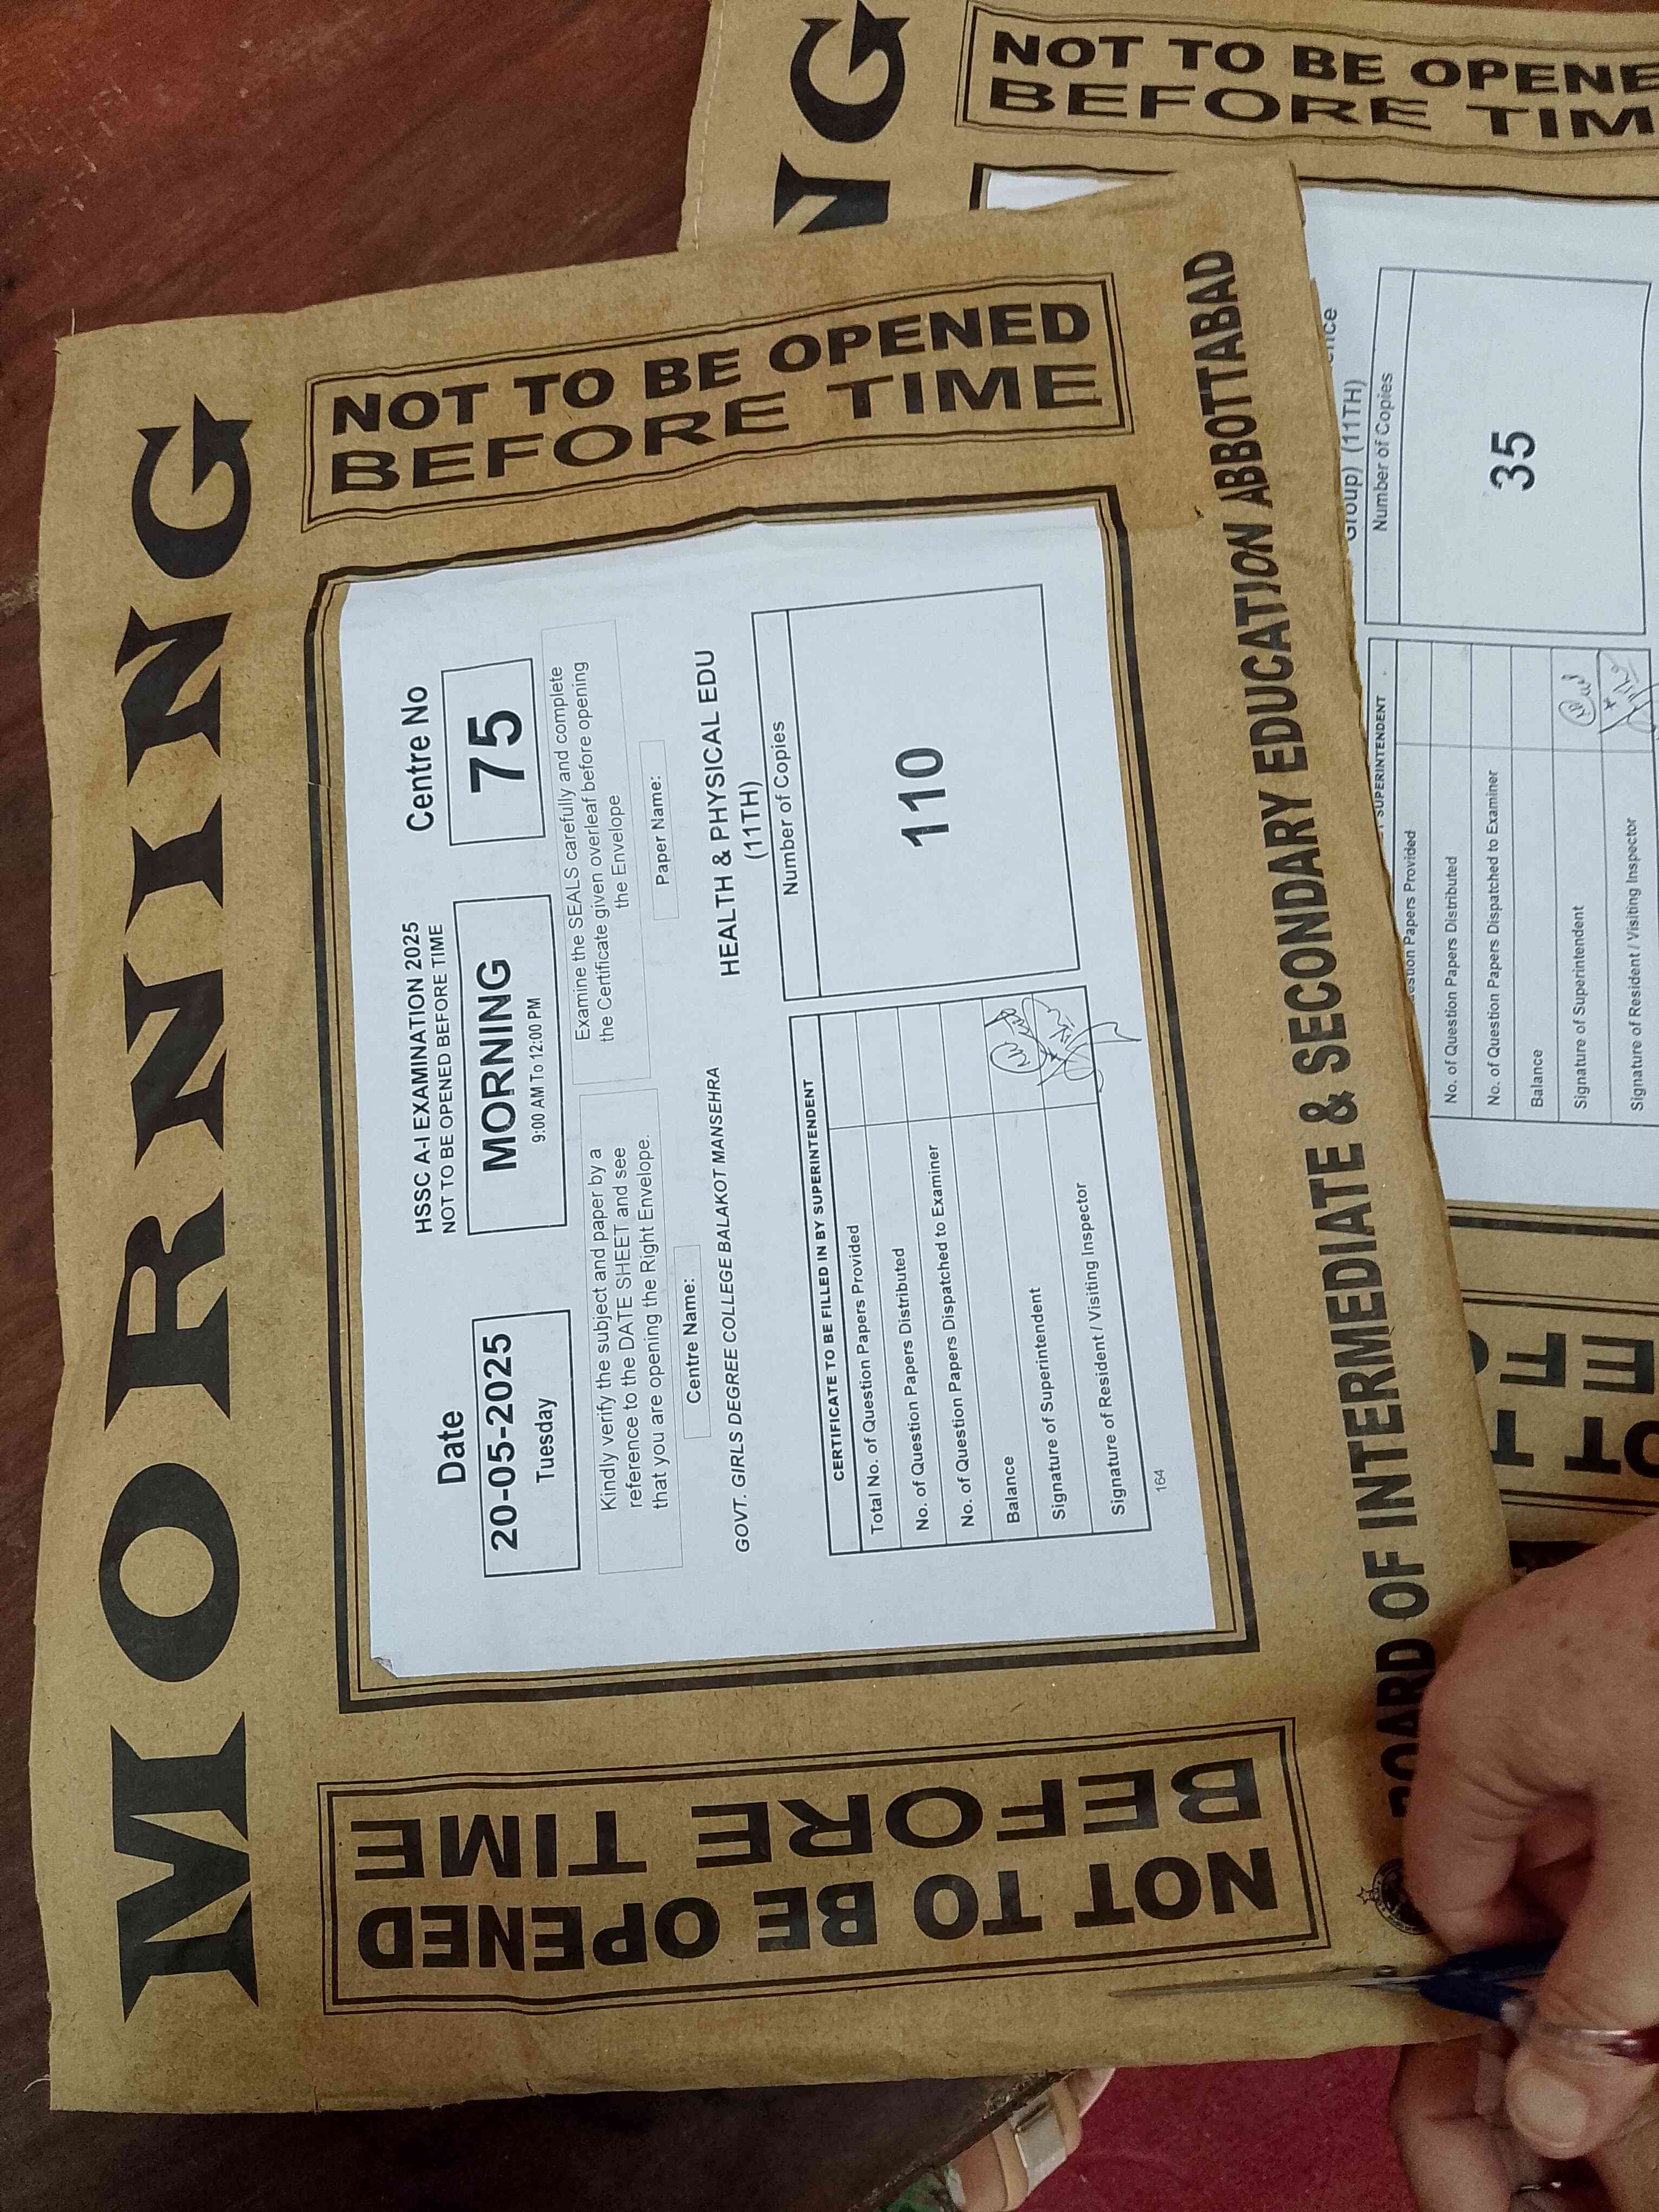 MORNING
NOT TO BE OPENED
BEFORE TIME
NOT TO BE OPENED
BEFORE TIME
HSSC A-I EXAMINATION 2025
NOT TO BE OPENED BEFORE TIME
Date
20-05-2025
Tuesday
MORNING
9:00 AM To 12:00 PM
Centre No
75
Kindly verify the subject and paper by a
reference to the DATE SHEET and see
that you are opening the Right Envelope.
Examine the SEALS carefully and complete
the Certificate given overleaf before opening
the Envelope
Centre Name:
GOVT. GIRLS DEGREE COLLEGE BALAKOT MANSEHRA
Paper Name:
HEALTH & PHYSICAL EDU
(11TH)
CERTIFICATE TO BE FILLED IN BY SUPERINTENDENT
Total No. of Question Papers Provided
No. of Question Papers Distributed
No. of Question Papers Dispatched to Examiner
Balance
Signature of Superintendent
Signature of Resident / Visiting Inspector
Number of Copies
110
164
BOARD OF INTERMEDIATE & SECONDARY EDUCATION ABBOTTABAD
NG
NOT TO BE OPENE
BEFORE TIM
Group) (11TH)
Number of Copies
35
SUPERINTENDENT
Papers Provided
No. of Question Papers Distributed
No. of Question Papers Dispatched to Examiner
Balance
Signature of Superintendent
Signature of Resident / Visiting Inspector